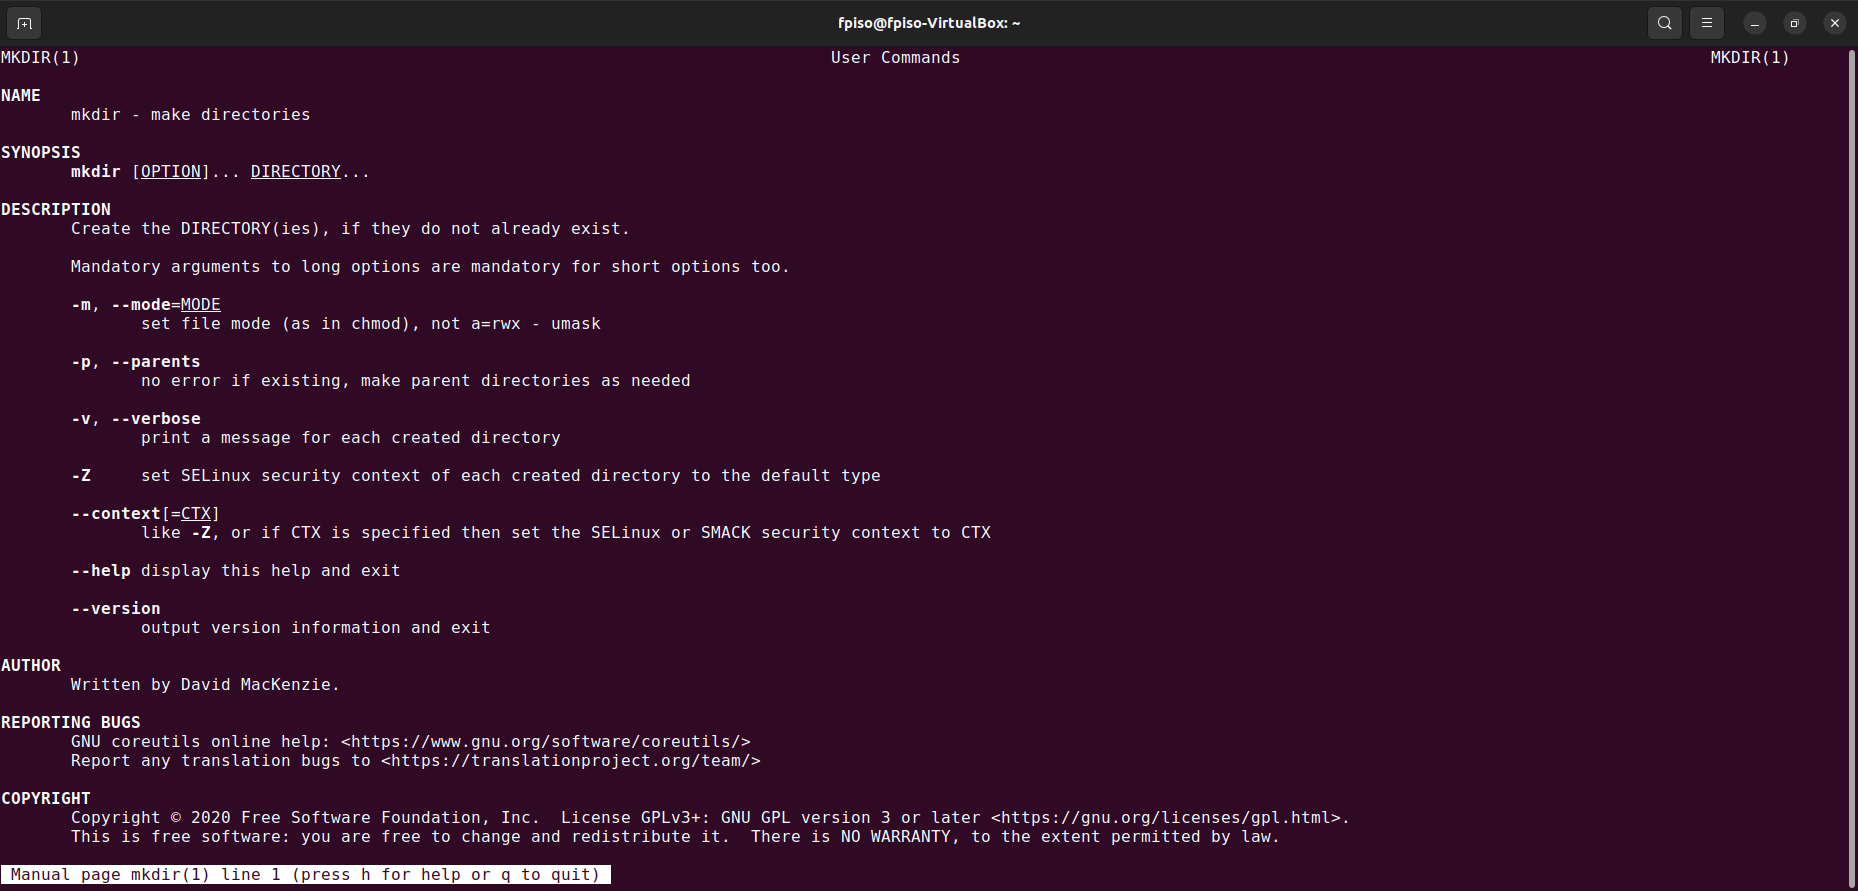 fpiso@fpiso-VirtualBox: ~
MKDIR(1) User Commands MKDIR(1)
NAME
mkdir - make directories
SYNOPSIS
mkdir [OPTION]... DIRECTORY...
DESCRIPTION
Create the DIRECTORY(ies), if they do not already exist.
Mandatory arguments to long options are mandatory for short options too.
-m, --mode=MODE
set file mode (as in chmod), not a=rwx - umask
-p, --parents
no error if existing, make parent directories as needed
-v, --verbose
print a message for each created directory
-Z set SELinux security context of each created directory to the default type
--context[=CTX]
like -Z, or if CTX is specified then set the SELinux or SMACK security context to CTX
--help display this help and exit
--version
output version information and exit
AUTHOR
Written by David MacKenzie.
REPORTING BUGS
GNU coreutils online help: <https://www.gnu.org/software/coreutils/>
Report any translation bugs to <https://translationproject.org/team/>
COPYRIGHT
Copyright © 2020 Free Software Foundation, Inc. License GPLv3+: GNU GPL version 3 or later <https://gnu.org/licenses/gpl.html>.
This is free software: you are free to change and redistribute it. There is NO WARRANTY, to the extent permitted by law.
Manual page mkdir(1) line 1 (press h for help or q to quit)